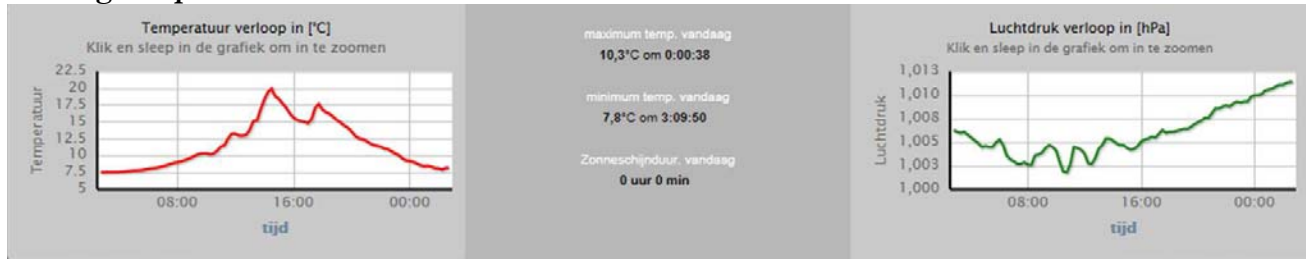 Temperatuur verloop in [°C]
Klik en sleep in de grafiek om in te zoomen
Temperatuur
22.5
20
17.5
15
12.5
10
7.5
5
08:00 16:00 00:00
tijd
maximum temp. vandaag
10,3°C om 0:00:38
minimum temp. vandaag
7,8°C om 3:09:50
Zonneschijnduur, vandaag
0 uur 0 min
Luchtdruk verloop in [hPa]
Klik en sleep in de grafiek om in te zoomen
Luchtdruk
1,013
1,010
1,008
1,005
1,003
1,000
08:00 16:00 00:00
tijd